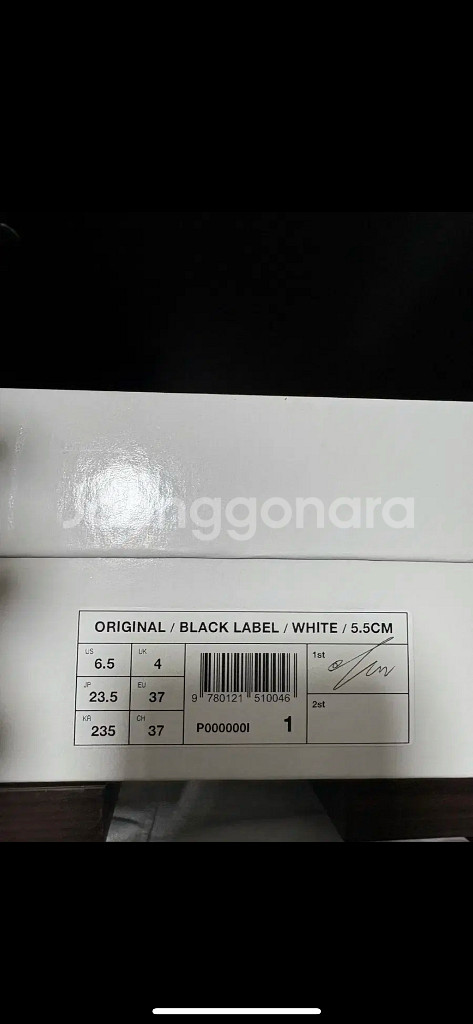 Joonggonara
ORIGINAL / BLACK LABEL / WHITE / 5.5CM
US
6.5
UK
4
JP
23.5
EU
37
KR
235
CH
37
9 780121 510046
P000000I
1
1st
2nd